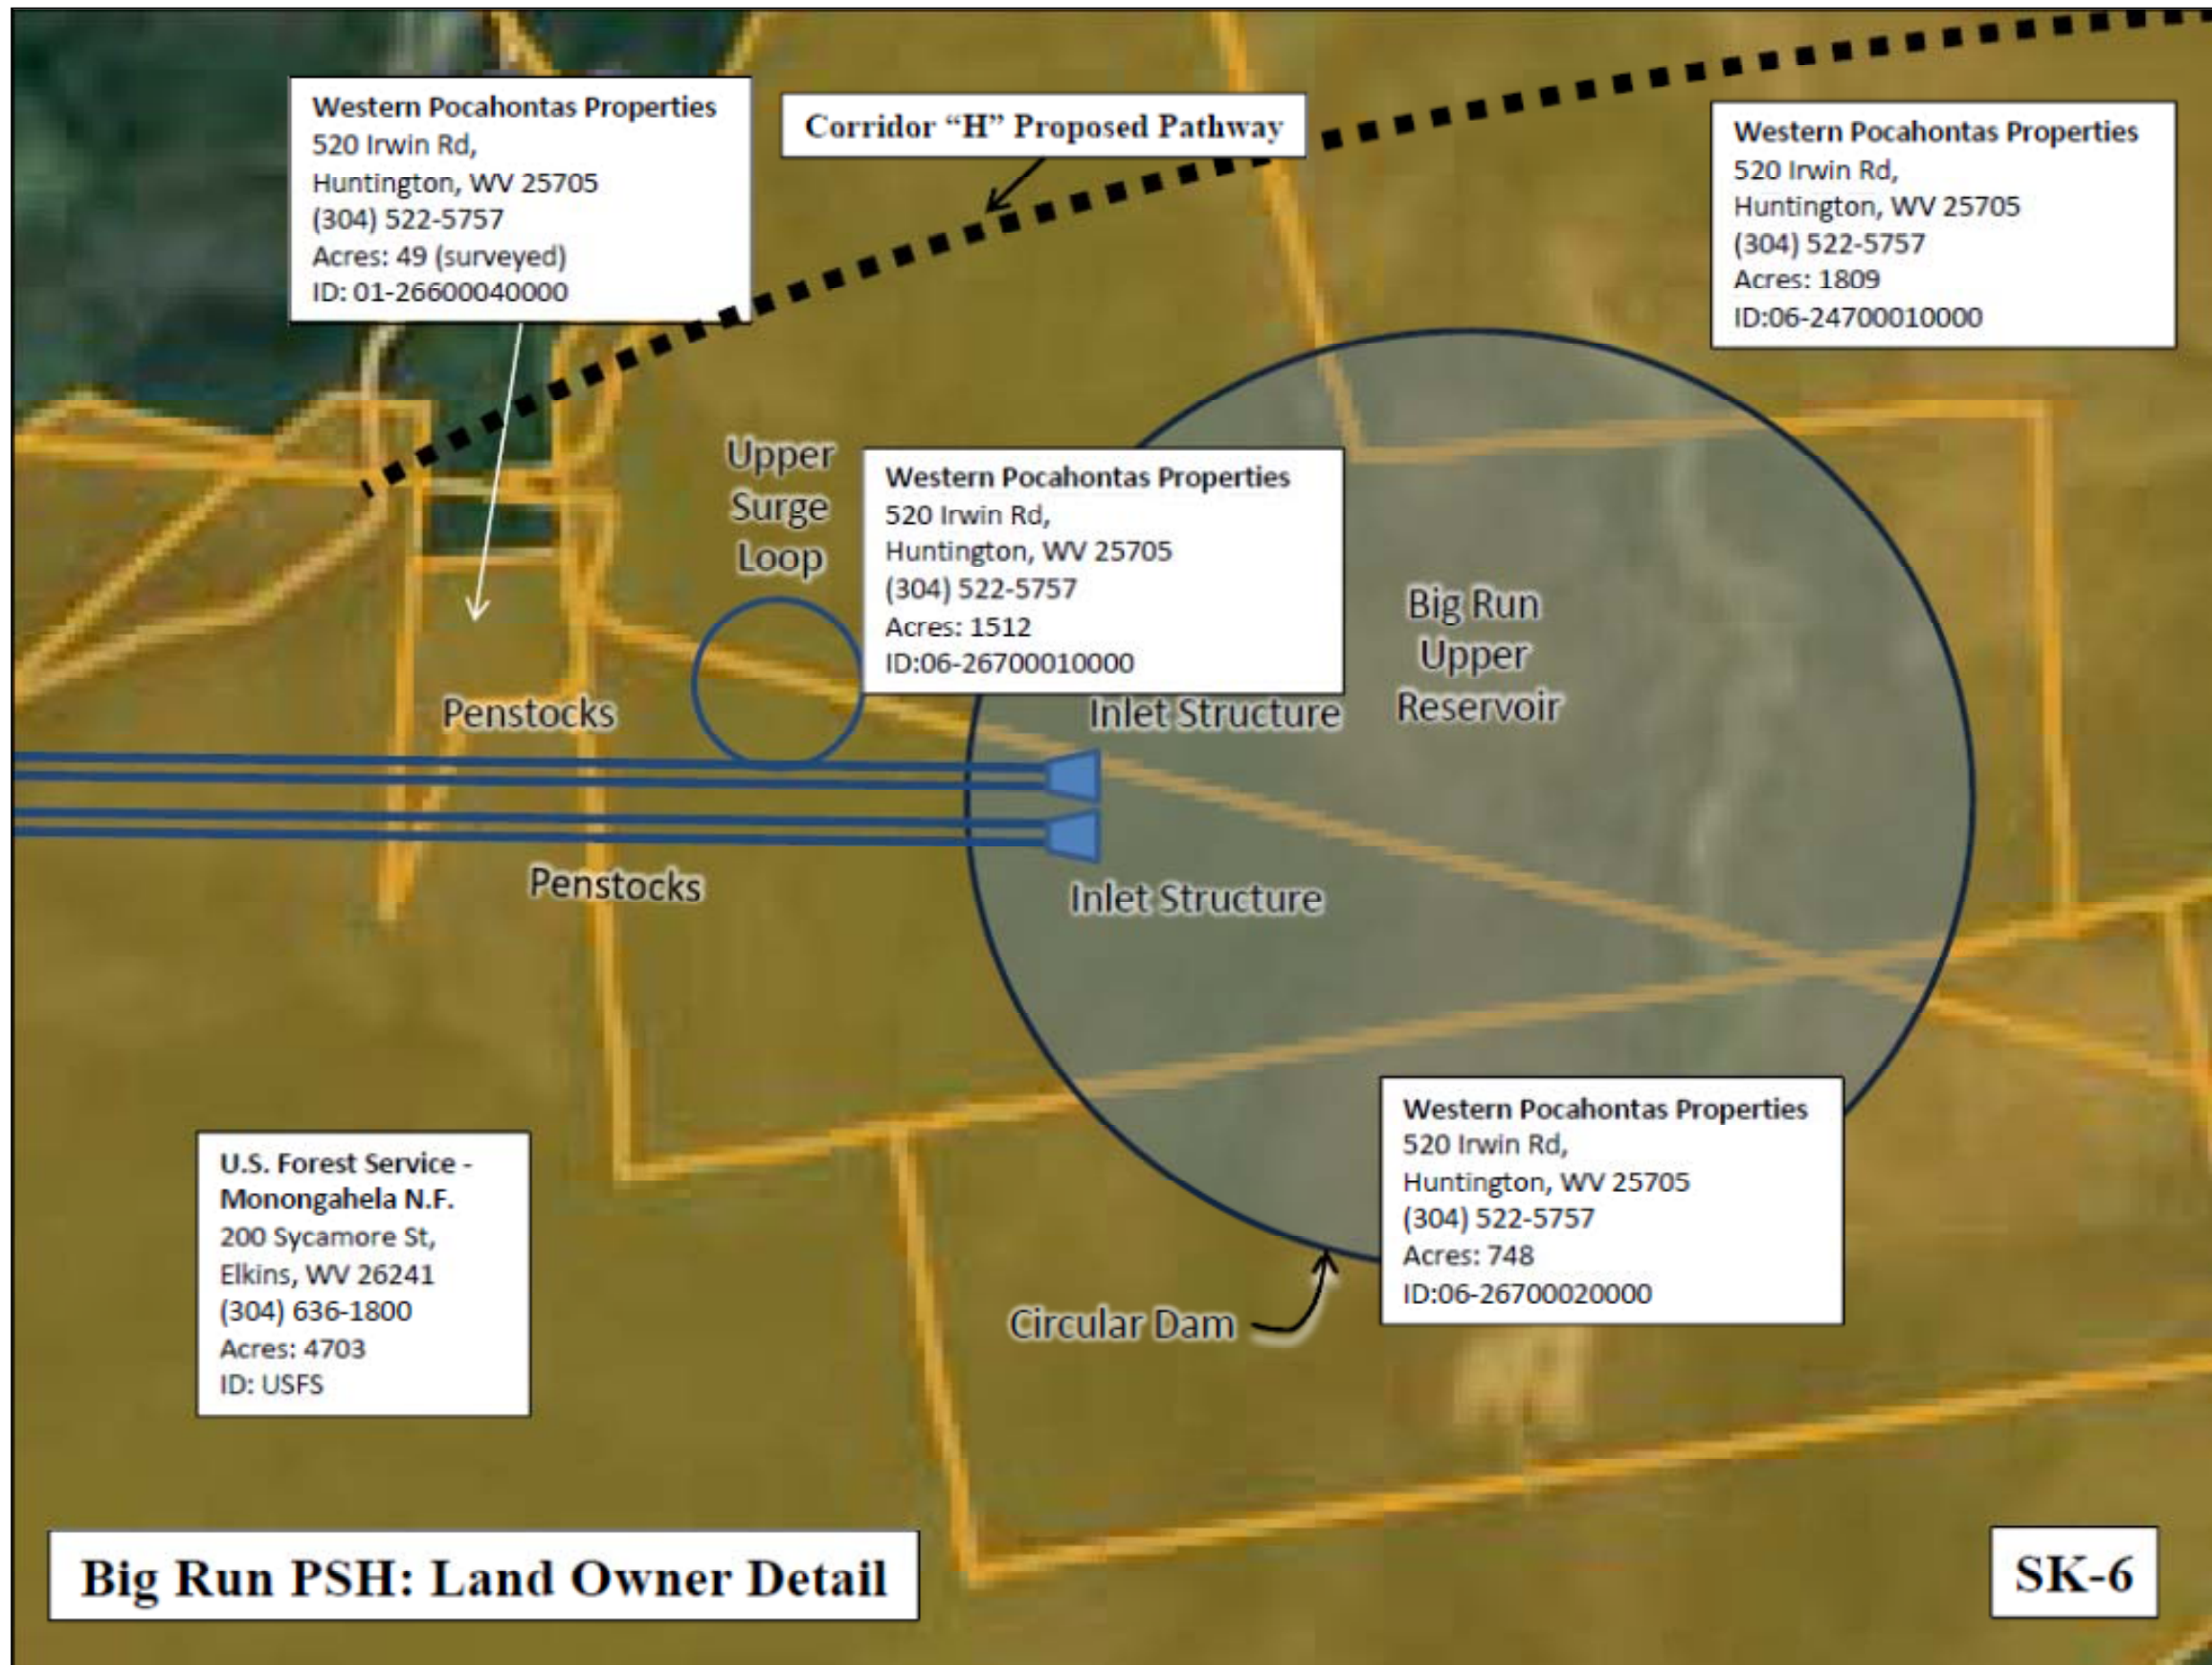 Western Pocahontas Properties
520 Irwin Rd,
Huntington, WV 25705
(304) 522-5757
Acres: 49 (surveyed)
ID: 01-26600040000
Corridor “H” Proposed Pathway
Western Pocahontas Properties
520 Irwin Rd,
Huntington, WV 25705
(304) 522-5757
Acres: 1809
ID:06-24700010000
Upper
Surge
Loop
Western Pocahontas Properties
520 Irwin Rd,
Huntington, WV 25705
(304) 522-5757
Acres: 1512
ID:06-26700010000
Big Run
Upper
Reservoir
Penstocks
Inlet Structure
Penstocks
Inlet Structure
Western Pocahontas Properties
520 Irwin Rd,
Huntington, WV 25705
(304) 522-5757
Acres: 748
ID:06-26700020000
U.S. Forest Service -
Monongahela N.F.
200 Sycamore St,
Elkins, WV 26241
(304) 636-1800
Acres: 4703
ID: USFS
Circular Dam
Big Run PSH: Land Owner Detail
SK-6